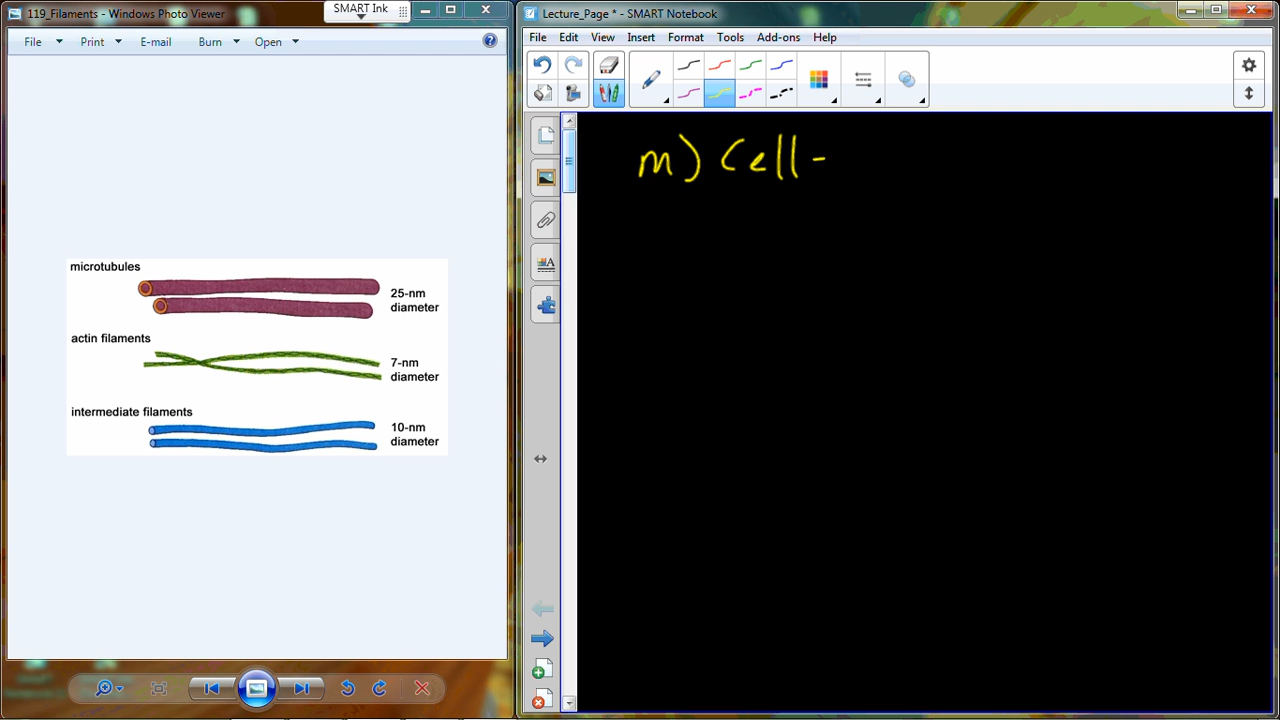 119_Filaments - Windows Photo Viewer
SMART Ink
File Print E-mail Burn Open
microtubules
25-nm
diameter
actin filaments
7-nm
diameter
intermediate filaments
10-nm
diameter
Lecture_Page * - SMART Notebook
File Edit View Insert Format Tools Add-ons Help
m) Cell -